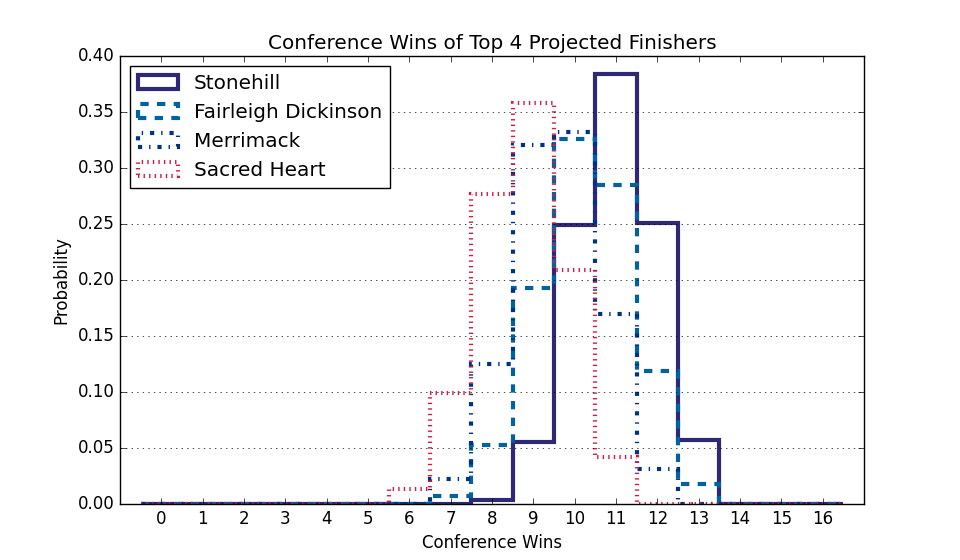 Conference Wins of Top 4 Projected Finishers
Stonehill
Fairleigh Dickinson
Merrimack
Sacred Heart
0.40
0.35
0.30
0.25
0.20
0.15
0.10
0.05
0.00
Probability
0 1 2 3 4 5 6 7 8 9 10 11 12 13 14 15 16
Conference Wins